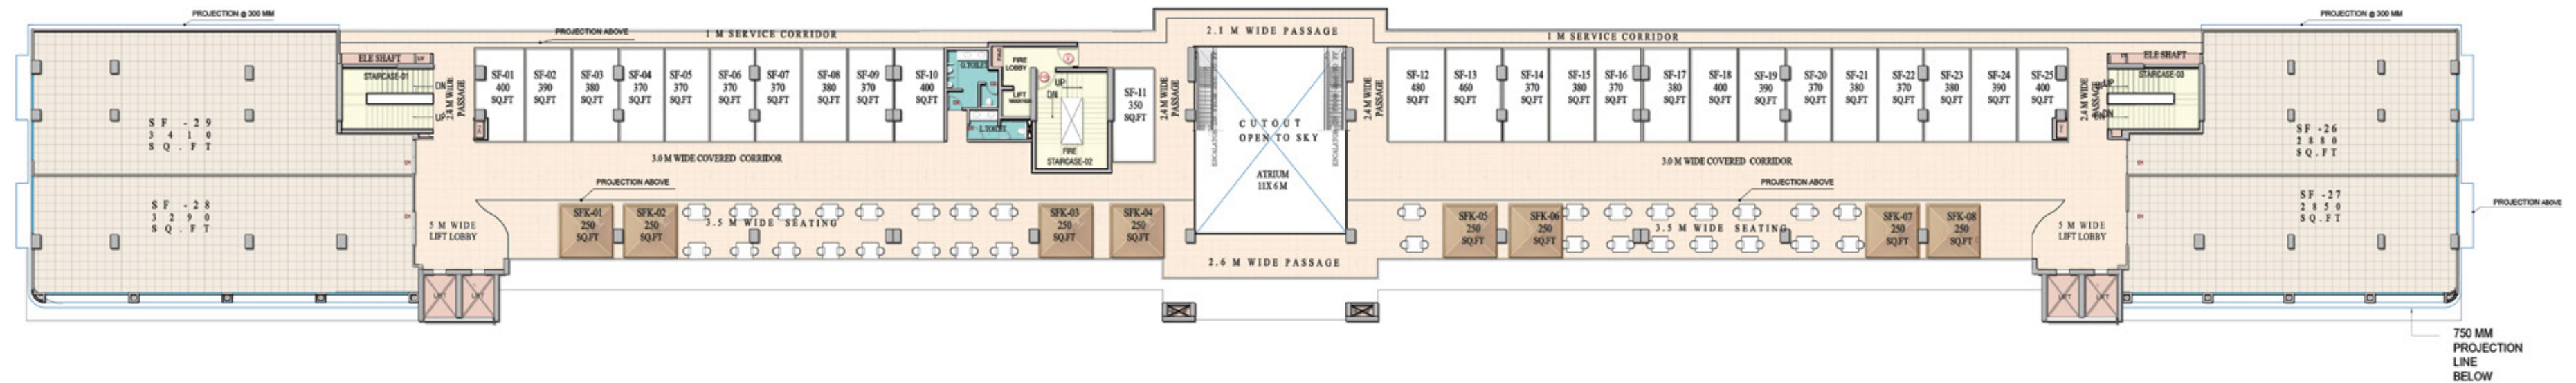 PROJECTION @ 300 MM
PROJECTION @ 300 MM
PROJECTION ABOVE
1 M SERVICE CORRIDOR
2.1 M WIDE PASSAGE
1 M SERVICE CORRIDOR
ELE SHAFT
STAIRCASE-01
DN
UP
2.4 M WIDE
PASSAGE
SF-01
400
SQ.FT
SF-02
390
SQ.FT
SF-03
380
SQ.FT
SF-04
370
SQ.FT
SF-05
370
SQ.FT
SF-06
370
SQ.FT
SF-07
370
SQ.FT
SF-08
380
SQ.FT
SF-09
370
SQ.FT
SF-10
400
SQ.FT
G.TOILET
L.TOILET
FIRE
LOBBY
LIFT
UP
DN
FIRE
STAIRCASE-02
SF-11
350
SQ.FT
2.4 M WIDE
PASSAGE
CUTOUT
OPEN TO SKY
ATRIUM
11X6 M
2.4 M WIDE
PASSAGE
SF-12
480
SQ.FT
SF-13
460
SQ.FT
SF-14
370
SQ.FT
SF-15
380
SQ.FT
SF-16
370
SQ.FT
SF-17
380
SQ.FT
SF-18
400
SQ.FT
SF-19
390
SQ.FT
SF-20
370
SQ.FT
SF-21
380
SQ.FT
SF-22
370
SQ.FT
SF-23
380
SQ.FT
SF-24
390
SQ.FT
SF-25
400
SQ.FT
2.4 M WIDE
PASSAGE
ELE SHAFT
STAIRCASE-03
UP
DN
SF -29
3410
SQ.FT
SF -26
2880
SQ.FT
3.0 M WIDE COVERED CORRIDOR
3.0 M WIDE COVERED CORRIDOR
PROJECTION ABOVE
PROJECTION ABOVE
SF -28
3290
SQ.FT
5 M WIDE
LIFT LOBBY
SFK-01
250
SQ.FT
SFK-02
250
SQ.FT
3.5 M WIDE SEATING
SFK-03
250
SQ.FT
SFK-04
250
SQ.FT
SFK-05
250
SQ.FT
SFK-06
250
SQ.FT
3.5 M WIDE SEATING
SFK-07
250
SQ.FT
SFK-08
250
SQ.FT
5 M WIDE
LIFT LOBBY
SF -27
2850
SQ.FT
PROJECTION ABOVE
2.6 M WIDE PASSAGE
LIFT
LIFT
LIFT
LIFT
750 MM
PROJECTION
LINE
BELOW